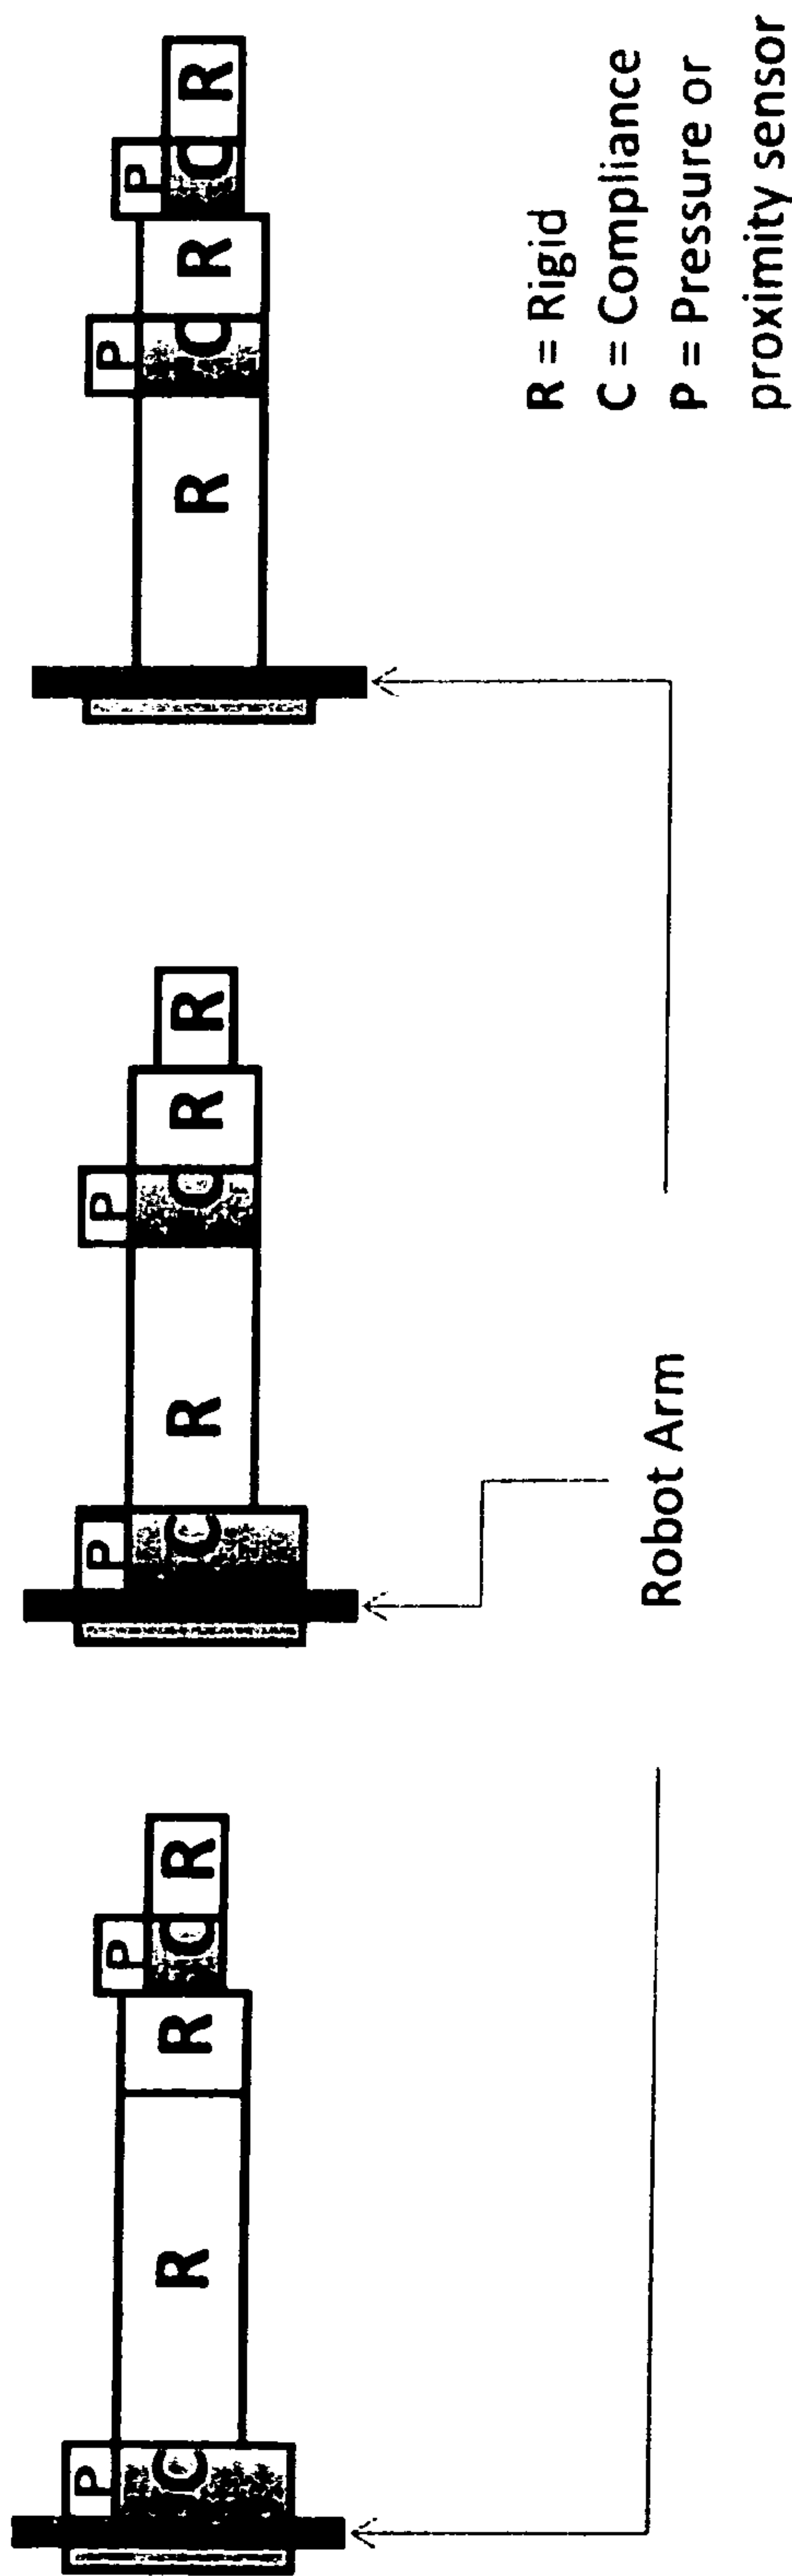 P P
C R R C R
P P
C R C R R
P P
R C R C R
Robot Arm
R = Rigid
C = Compliance
P = Pressure or
proximity sensor